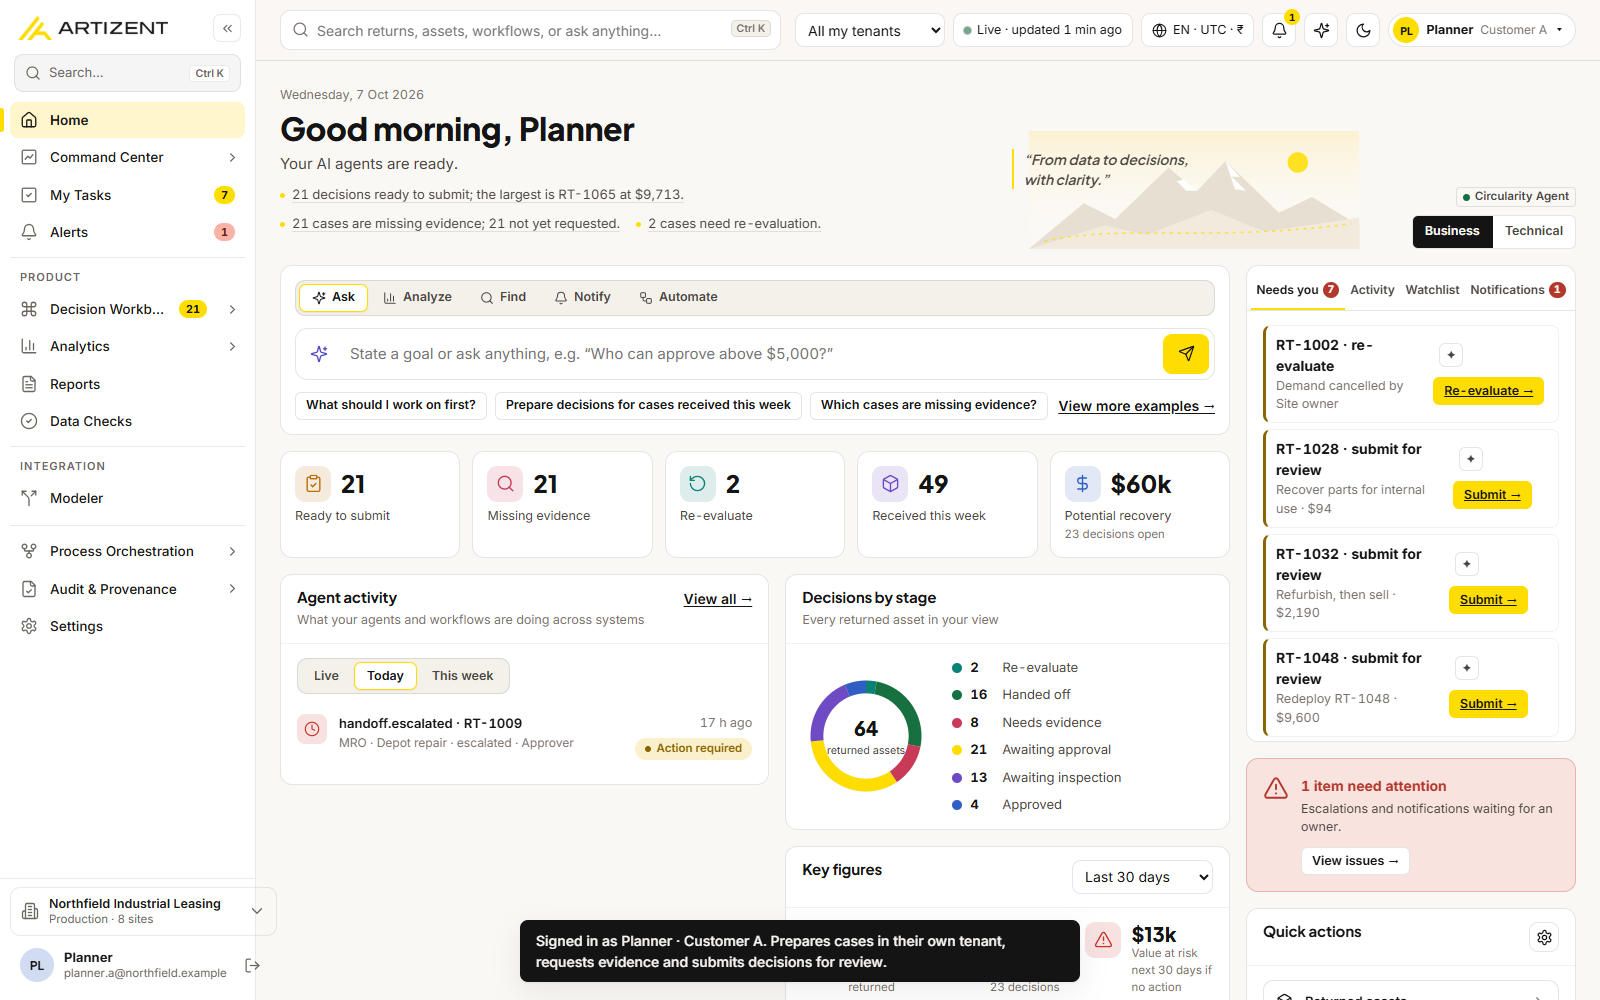 ARTIZENT
Search...
Ctrl K
Home
Command Center
My Tasks
7
Alerts
1
PRODUCT
Decision Workb...
21
Analytics
Reports
Data Checks
INTEGRATION
Modeler
Process Orchestration
Audit & Provenance
Settings
Northfield Industrial Leasing
Production · 8 sites
PL
Planner
planner.a@northfield.example
Search returns, assets, workflows, or ask anything...
Ctrl K
All my tenants
Live · updated 1 min ago
EN · UTC · ₹
1
PL
Planner
Customer A
Wednesday, 7 Oct 2026
Good morning, Planner
Your AI agents are ready.
21 decisions ready to submit; the largest is RT-1065 at $9,713.
21 cases are missing evidence; 21 not yet requested.
2 cases need re-evaluation.
“From data to decisions,
with clarity.”
Circularity Agent
Business
Technical
Ask
Analyze
Find
Notify
Automate
State a goal or ask anything, e.g. “Who can approve above $5,000?”
What should I work on first?
Prepare decisions for cases received this week
Which cases are missing evidence?
View more examples →
21
Ready to submit
21
Missing evidence
2
Re-evaluate
49
Received this week
$60k
Potential recovery
23 decisions open
Agent activity
View all →
What your agents and workflows are doing across systems
Live
Today
This week
handoff.escalated · RT-1009
17 h ago
MRO · Depot repair · escalated · Approver
Action required
Decisions by stage
Every returned asset in your view
64
returned assets
2 Re-evaluate
16 Handed off
8 Needs evidence
21 Awaiting approval
13 Awaiting inspection
4 Approved
Key figures
Last 30 days
returned
23 decisions
$13k
Value at risk
next 30 days if
no action
Signed in as Planner · Customer A. Prepares cases in their own tenant,
requests evidence and submits decisions for review.
Needs you 7
Activity
Watchlist
Notifications 1
RT-1002 · re-
evaluate
Demand cancelled by
Site owner
Re-evaluate →
RT-1028 · submit for
review
Recover parts for internal
use · $94
Submit →
RT-1032 · submit for
review
Refurbish, then sell ·
$2,190
Submit →
RT-1048 · submit for
review
Redeploy RT-1048 ·
$9,600
Submit →
1 item need attention
Escalations and notifications waiting for an
owner.
View issues →
Quick actions
Returned assets